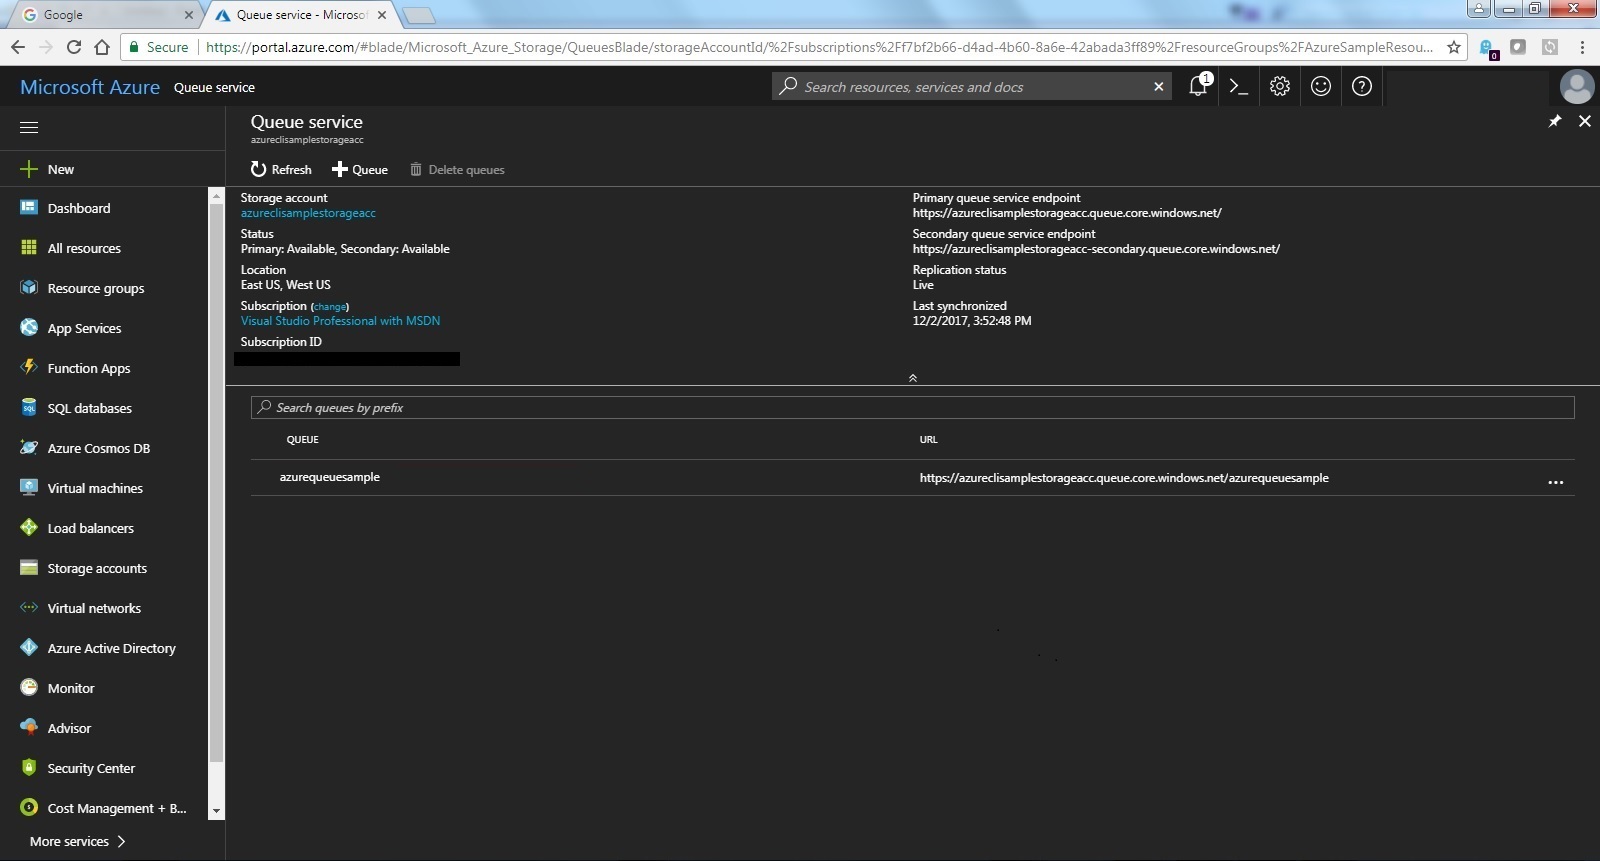 Google
Queue service - Microso
Secure
https://portal.azure.com/#blade/Microsoft_Azure_Storage/QueuesBlade/storageAccountId/%2Fsubscriptions%2Ff7bf2b66-d4ad-4b60-8a6e-42abada3ff89%2FresourceGroups%2FAzureSampleResou...
0
Microsoft Azure
Queue service
Search resources, services and docs
1
Queue service
azureclisamplestorageacc
Refresh
Queue
Delete queues
New
Dashboard
All resources
Resource groups
App Services
Function Apps
SQL databases
Azure Cosmos DB
Virtual machines
Load balancers
Storage accounts
Virtual networks
Azure Active Directory
Monitor
Advisor
Security Center
Cost Management + B...
More services
Storage account
azureclisamplestorageacc
Status
Primary: Available, Secondary: Available
Location
East US, West US
Subscription (change)
Visual Studio Professional with MSDN
Subscription ID
Primary queue service endpoint
https://azureclisamplestorageacc.queue.core.windows.net/
Secondary queue service endpoint
https://azureclisamplestorageacc-secondary.queue.core.windows.net/
Replication status
Live
Last synchronized
12/2/2017, 3:52:48 PM
Search queues by prefix
QUEUE
URL
azurequeuesample
https://azureclisamplestorageacc.queue.core.windows.net/azurequeuesample
...